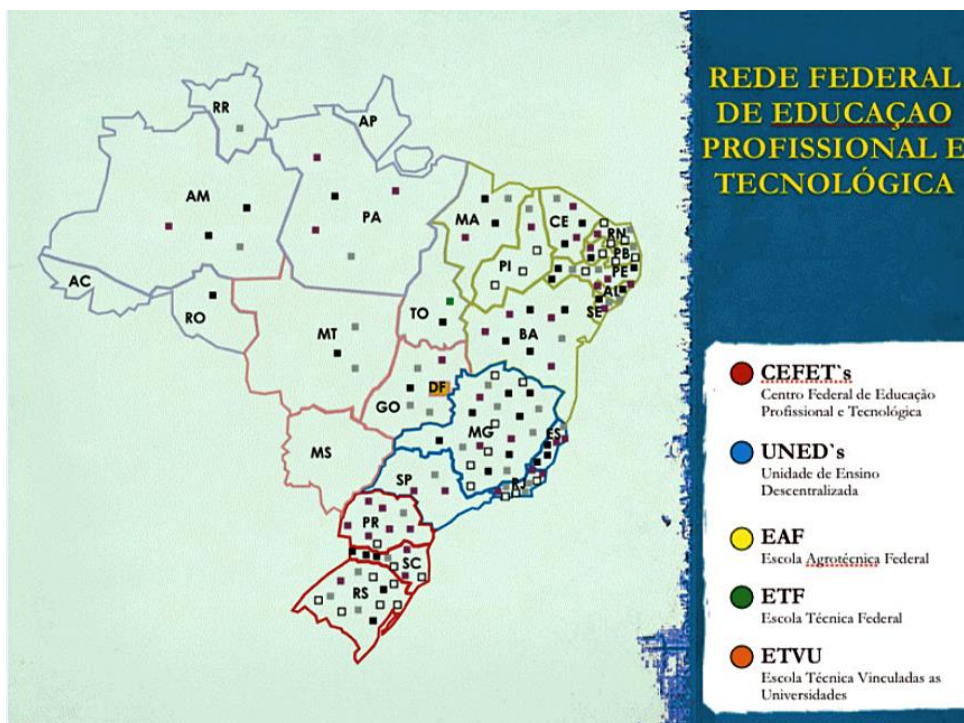 REDE FEDERAL
DE EDUCAÇAO
PROFISSIONAL E
TECNOLÓGICA
RR
AP
AM
PA
MA
CE
RN
PB
PE
PI
AL
SE
AC
RO
TO
BA
MT
DF
GO
MG
ES
MS
SP
RJ
PR
SC
RS
CEFET`s
Centro Federal de Educação
Profissional e Tecnológica
UNED`s
Unidade de Ensino
Descentralizada
EAF
Escola Agrotécnica Federal
ETF
Escola Técnica Federal
ETVU
Escola Técnica Vinculadas as
Universidades